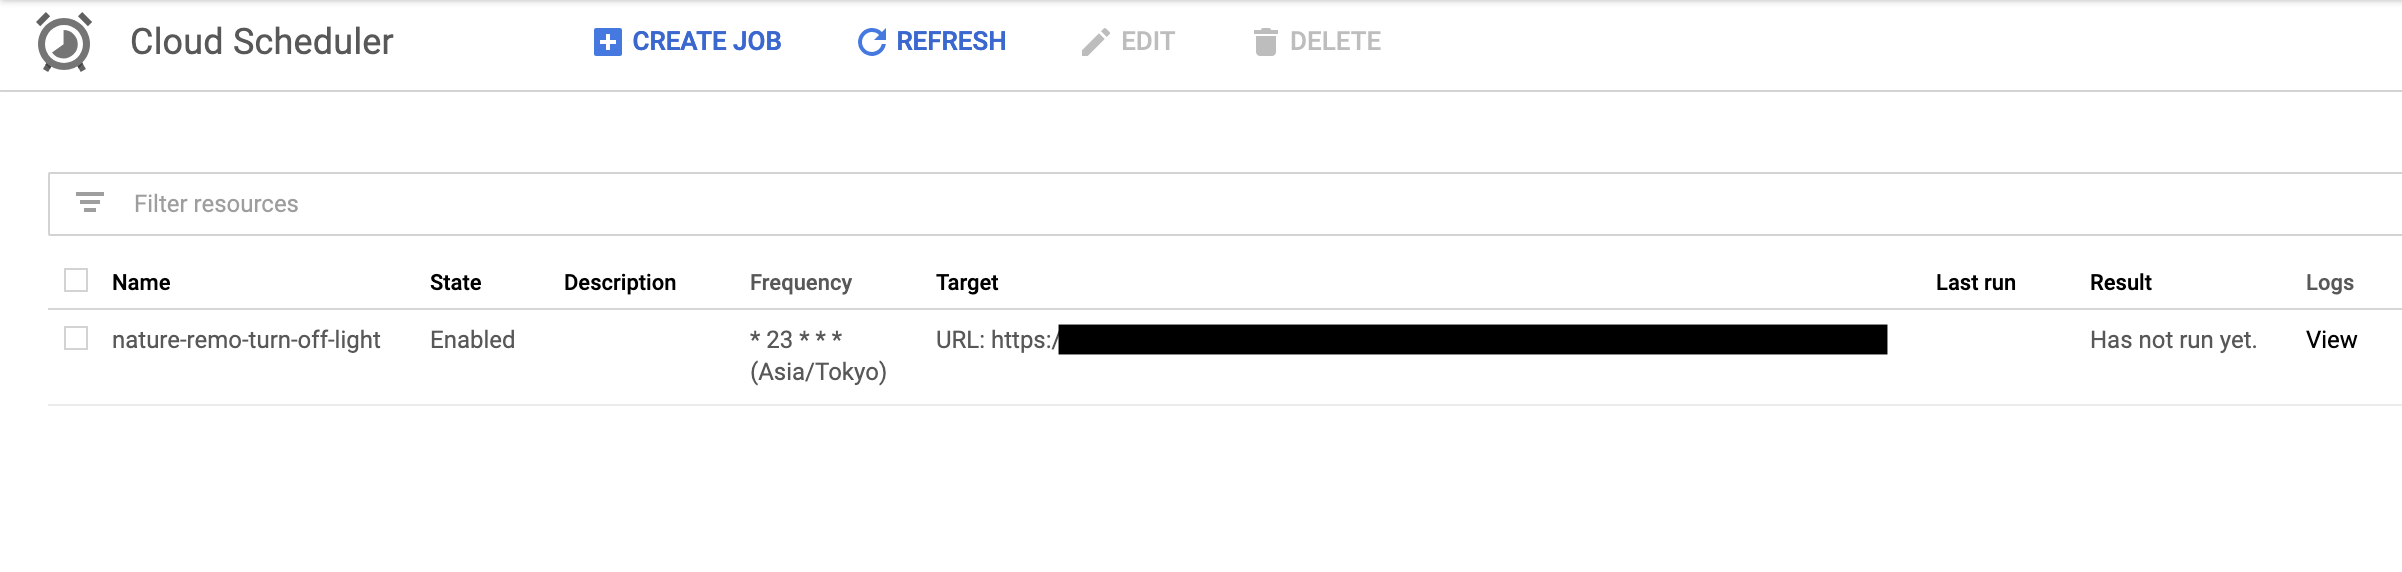 Cloud Scheduler CREATE JOB REFRESH EDIT DELETE
Filter resources
Name State Description Frequency Target Last run Result Logs
nature-remo-turn-off-light Enabled * 23 * * * URL: https:/ Has not run yet. View
(Asia/Tokyo)